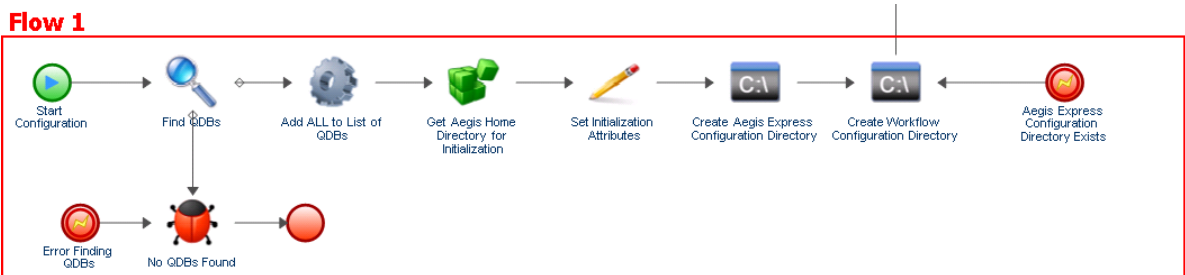 Flow 1
C:\
C:\
Start
Configuration
Find QDBs
Add ALL to List of
QDBs
Get Aegis Home
Directory for
Initialization
Set Initialization
Attributes
Create Aegis Express
Configuration Directory
Create Workflow
Configuration Directory
Aegis Express
Configuration
Directory Exists
Error Finding
QDBs
No QDBs Found